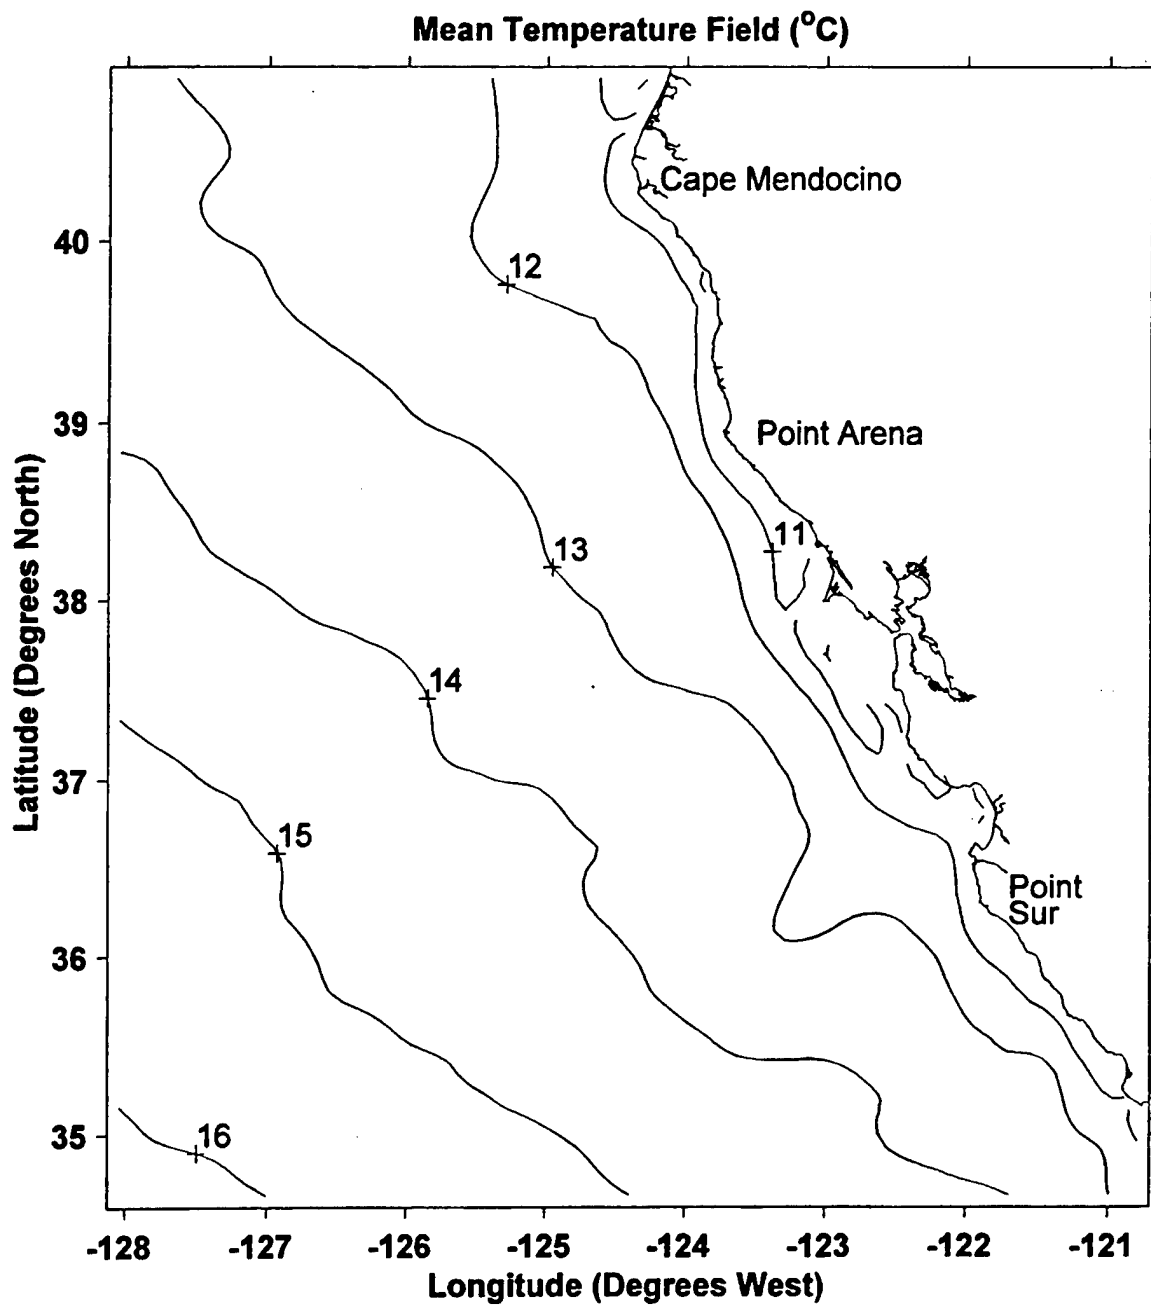 Mean Temperature Field (°C)
Cape Mendocino
40
12
39
Point Arena
Latitude (Degrees North)
13
11
38
14
37
15
Point
Sur
36
16
35
-128 -127 -126 -125 -124 -123 -122 -121
Longitude (Degrees West)